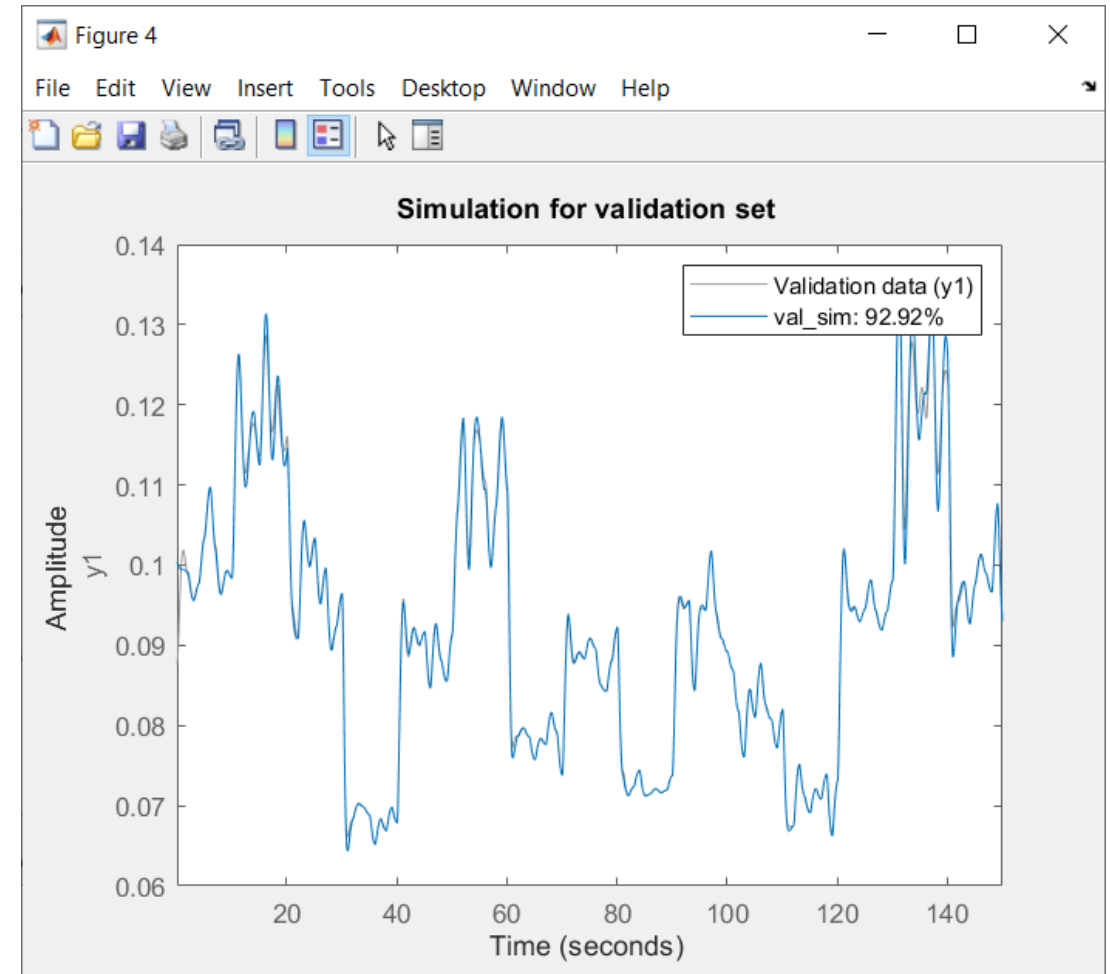 Figure 4
File Edit View Insert Tools Desktop Window Help
Simulation for validation set
Validation data (y1)
val_sim: 92.92%
0.14
0.13
0.12
0.11
0.1
0.09
0.08
0.07
0.06
Amplitude
y1
20 40 60 80 100 120 140
Time (seconds)